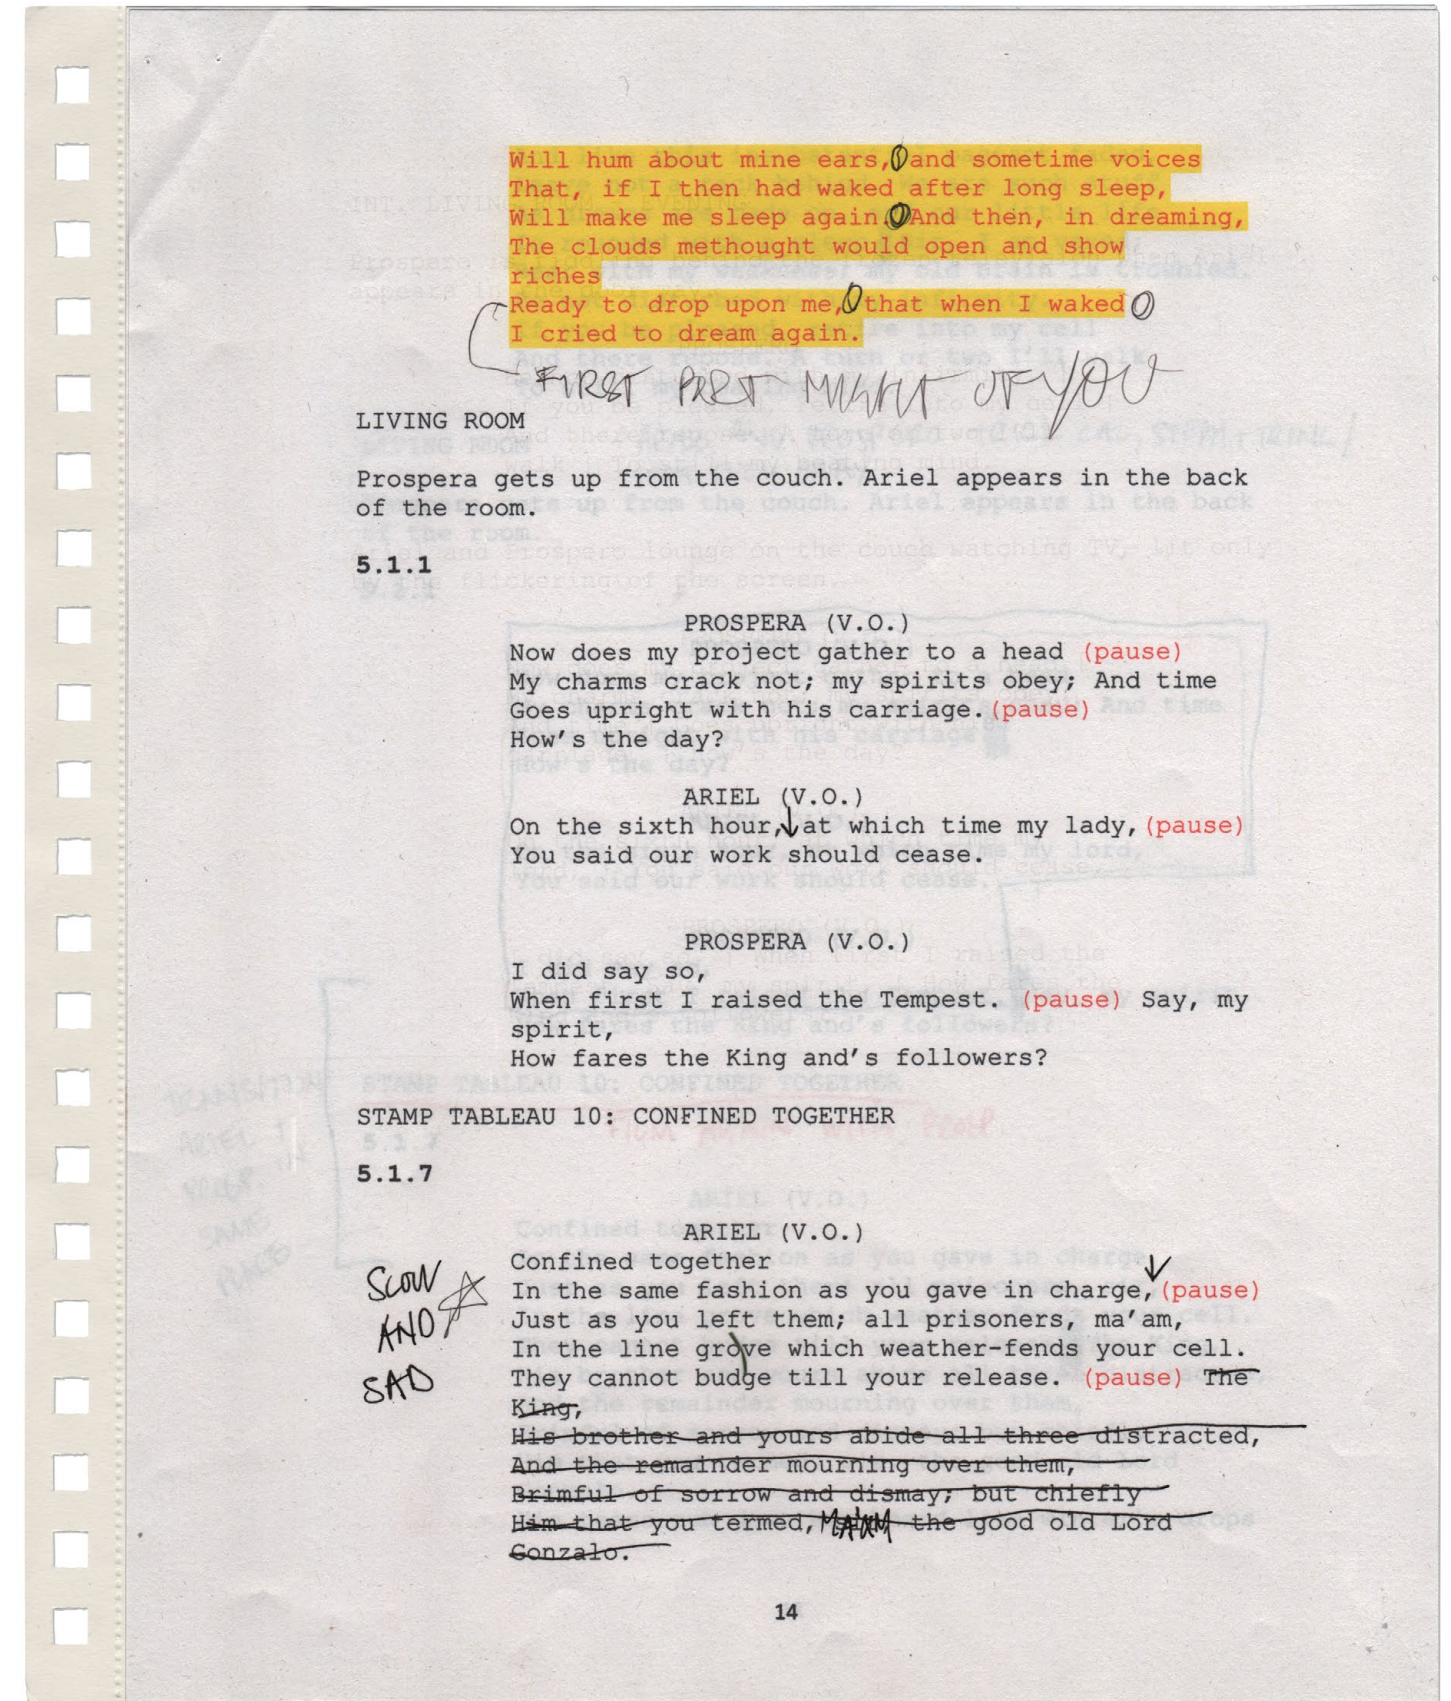 Will hum about mine ears, and sometime voices
That, if I then had waked after long sleep,
Will make me sleep again. And then, in dreaming,
The clouds methought would open and show
riches
Ready to drop upon me, that when I waked
I cried to dream again.
FIRST PART MIGHT OF YOU
LIVING ROOM
Prospera gets up from the couch. Ariel appears in the back
of the room.
5.1.1
PROSPERA (V.O.)
Now does my project gather to a head (pause)
My charms crack not; my spirits obey; And time
Goes upright with his carriage. (pause)
How's the day?
ARIEL (V.O.)
On the sixth hour, at which time my lady, (pause)
You said our work should cease.
PROSPERA (V.O.)
I did say so,
When first I raised the Tempest. (pause) Say, my
spirit,
How fares the King and's followers?
STAMP TABLEAU 10: CONFINED TOGETHER
5.1.7
ARIEL (V.O.)
Confined together
In the same fashion as you gave in charge, (pause)
Just as you left them; all prisoners, ma'am,
In the line grove which weather-fends your cell.
They cannot budge till your release. (pause) The
King,
His brother and yours abide all three distracted,
And the remainder mourning over them,
Brimful of sorrow and dismay; but chiefly
Him that you termed, MA'AM the good old Lord
Gonzalo.
SLOW
AND
SAD
14